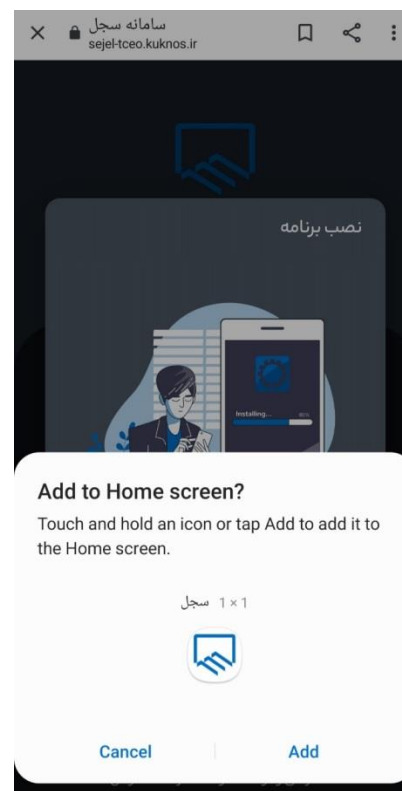 سامانه سجل
sejel-tceo.kuknos.ir
نصب برنامه
Installing...
80%
Add to Home screen?
Touch and hold an icon or tap Add to add it to
the Home screen.
سجل 1 × 1
Cancel
Add